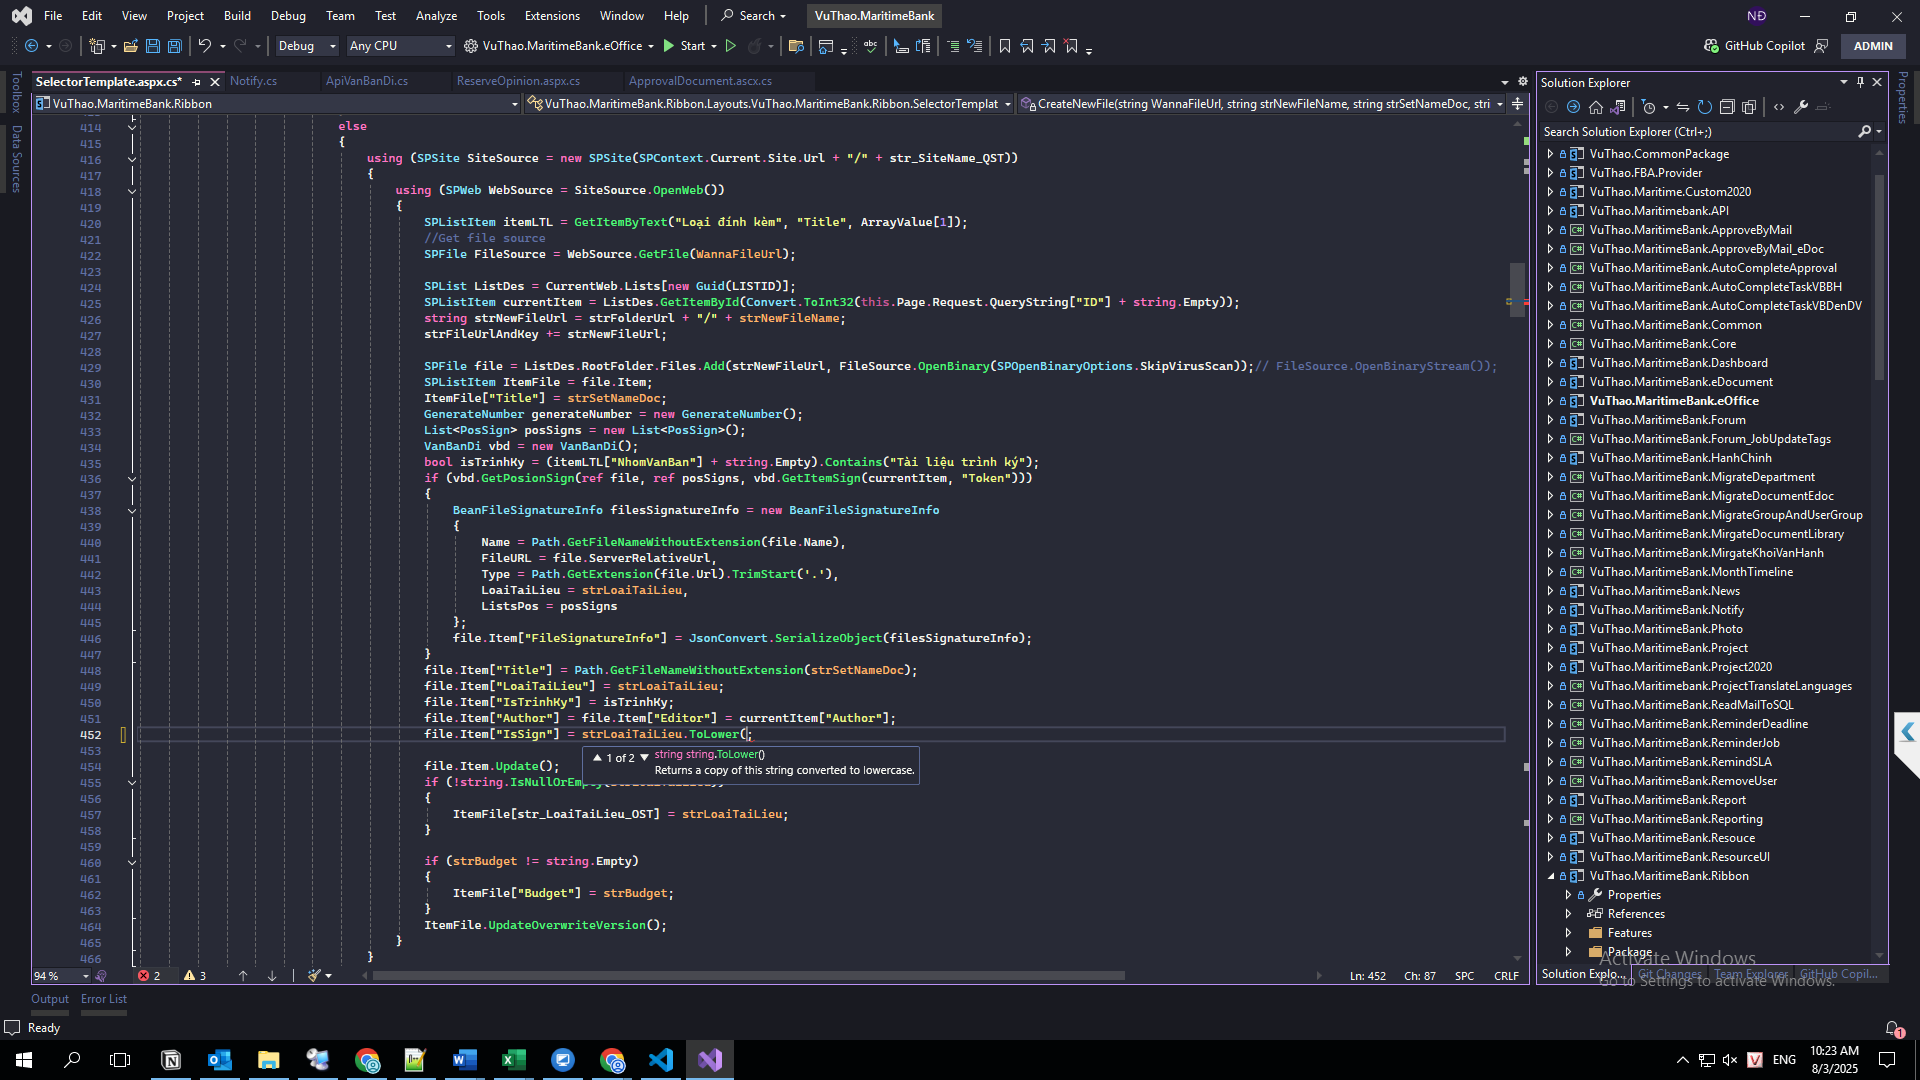 File Edit View Project Build Debug Team Test Analyze Tools Extensions Window Help Search VuThao.MaritimeBank NĐ
Debug Any CPU VuThao.MaritimeBank.eOffice Start GitHub Copilot ADMIN
SelectorTemplate.aspx.cs* Notify.cs ApiVanBanDi.cs ReserveOpinion.aspx.cs ApprovalDocument.ascx.cs
VuThao.MaritimeBank.Ribbon VuThao.MaritimeBank.Ribbon.Layouts.VuThao.MaritimeBank.Ribbon.SelectorTemplat CreateNewFile(string WannaFileUrl, string strNewFileName, string strSetNameDoc, stri
Toolbox
Data Sources
414 else
415 {
416 using (SPSite SiteSource = new SPSite(SPContext.Current.Site.Url + "/" + str_SiteName_QST))
417 {
418 using (SPWeb WebSource = SiteSource.OpenWeb())
419 {
420 SPListItem itemLTL = GetItemByText("Loại đính kèm", "Title", ArrayValue[1]);
421 //Get file source
422 SPFile FileSource = WebSource.GetFile(WannaFileUrl);
423
424 SPList ListDes = CurrentWeb.Lists[new Guid(LISTID)];
425 SPListItem currentItem = ListDes.GetItemById(Convert.ToInt32(this.Page.Request.QueryString["ID"] + string.Empty));
426 string strNewFileUrl = strFolderUrl + "/" + strNewFileName;
427 strFileUrlAndKey += strNewFileUrl;
428
429 SPFile file = ListDes.RootFolder.Files.Add(strNewFileUrl, FileSource.OpenBinary(SPOpenBinaryOptions.SkipVirusScan));// FileSource.OpenBinaryStream());
430 SPListItem ItemFile = file.Item;
431 ItemFile["Title"] = strSetNameDoc;
432 GenerateNumber generateNumber = new GenerateNumber();
433 List<PosSign> posSigns = new List<PosSign>();
434 VanBanDi vbd = new VanBanDi();
435 bool isTrinhKy = (itemLTL["NhomVanBan"] + string.Empty).Contains("Tài liệu trình ký");
436 if (vbd.GetPosionSign(ref file, ref posSigns, vbd.GetItemSign(currentItem, "Token")))
437 {
438 BeanFileSignatureInfo filesSignatureInfo = new BeanFileSignatureInfo
439 {
440 Name = Path.GetFileNameWithoutExtension(file.Name),
441 FileURL = file.ServerRelativeUrl,
442 Type = Path.GetExtension(file.Url).TrimStart('.'),
443 LoaiTaiLieu = strLoaiTaiLieu,
444 ListsPos = posSigns
445 };
446 file.Item["FileSignatureInfo"] = JsonConvert.SerializeObject(filesSignatureInfo);
447 }
448 file.Item["Title"] = Path.GetFileNameWithoutExtension(strSetNameDoc);
449 file.Item["LoaiTaiLieu"] = strLoaiTaiLieu;
450 file.Item["IsTrinhKy"] = isTrinhKy;
451 file.Item["Author"] = file.Item["Editor"] = currentItem["Author"];
452 file.Item["IsSign"] = strLoaiTaiLieu.ToLower(;
453
1 of 2 string string.ToLower()
Returns a copy of this string converted to lowercase.
454 file.Item.Update();
455 if (!string.IsNullOrEm
456 {
457 ItemFile[str_LoaiTaiLieu_OST] = strLoaiTaiLieu;
458 }
459
460 if (strBudget != string.Empty)
461 {
462 ItemFile["Budget"] = strBudget;
463 }
464 ItemFile.UpdateOverwriteVersion();
465 }
466 }
94 % 2 3 Ln: 452 Ch: 87 SPC CRLF
Output Error List
Ready
Solution Explorer
Search Solution Explorer (Ctrl+;)
VuThao.CommonPackage
VuThao.FBA.Provider
VuThao.Maritime.Custom2020
VuThao.Maritimebank.API
VuThao.MaritimeBank.ApproveByMail
VuThao.MaritimeBank.ApproveByMail_eDoc
VuThao.MaritimeBank.AutoCompleteApproval
VuThao.MaritimeBank.AutoCompleteTaskVBBH
VuThao.MaritimeBank.AutoCompleteTaskVBDenDV
VuThao.MaritimeBank.Common
VuThao.MaritimeBank.Core
VuThao.MaritimeBank.Dashboard
VuThao.MaritimeBank.eDocument
VuThao.MaritimeBank.eOffice
VuThao.MaritimeBank.Forum
VuThao.MaritimeBank.Forum_JobUpdateTags
VuThao.MaritimeBank.HanhChinh
VuThao.MaritimeBank.MigrateDepartment
VuThao.MaritimeBank.MigrateDocumentEdoc
VuThao.MaritimeBank.MigrateGroupAndUserGroup
VuThao.MaritimeBank.MirgateDocumentLibrary
VuThao.MaritimeBank.MirgateKhoiVanHanh
VuThao.MaritimeBank.MonthTimeline
VuThao.MaritimeBank.News
VuThao.MaritimeBank.Notify
VuThao.MaritimeBank.Photo
VuThao.MaritimeBank.Project
VuThao.MaritimeBank.Project2020
VuThao.MaritimeBank.ProjectTranslateLanguages
VuThao.MaritimeBank.ReadMailToSQL
VuThao.MaritimeBank.ReminderDeadline
VuThao.MaritimeBank.ReminderJob
VuThao.MaritimeBank.RemindSLA
VuThao.MaritimeBank.RemoveUser
VuThao.MaritimeBank.Report
VuThao.MaritimeBank.Reporting
VuThao.MaritimeBank.Resouce
VuThao.MaritimeBank.ResourceUI
VuThao.MaritimeBank.Ribbon
Properties
References
Features
Package
Solution Explo... Git Changes Team Explorer GitHub Copil...
Activate Windows
Go to Settings to activate Windows.
Properties
ENG
10:23 AM
8/3/2025
1